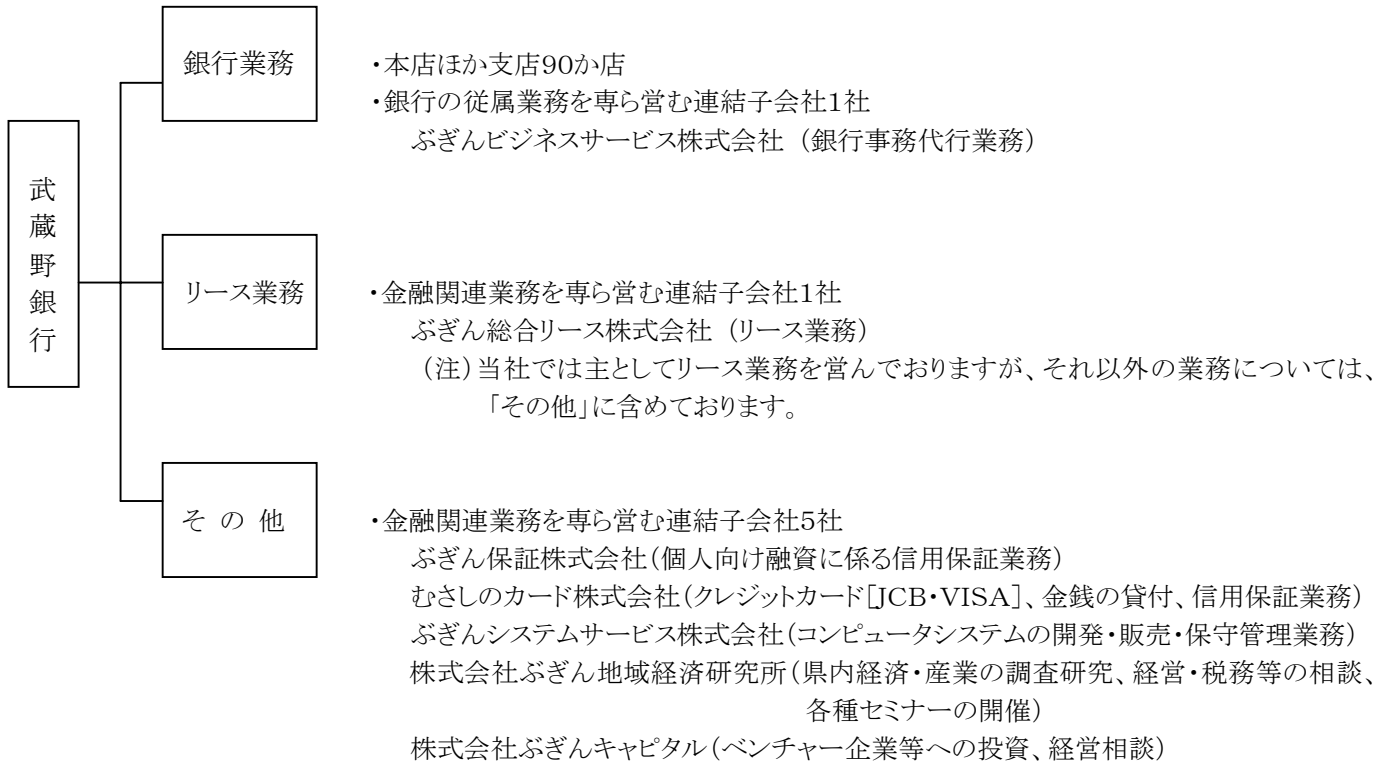 武蔵野銀行
銀行業務
・本店ほか支店90か店
・銀行の従属業務を専ら営む連結子会社1社
ぶぎんビジネスサービス株式会社 (銀行事務代行業務)
リース業務
・金融関連業務を専ら営む連結子会社1社
ぶぎん総合リース株式会社 (リース業務)
(注)当社では主としてリース業務を営んでおりますが、それ以外の業務については、
「その他」に含めております。
そ の 他
・金融関連業務を専ら営む連結子会社5社
ぶぎん保証株式会社(個人向け融資に係る信用保証業務)
むさしのカード株式会社(クレジットカード[JCB・VISA]、金銭の貸付、信用保証業務)
ぶぎんシステムサービス株式会社(コンピュータシステムの開発・販売・保守管理業務)
株式会社ぶぎん地域経済研究所(県内経済・産業の調査研究、経営・税務等の相談、
各種セミナーの開催)
株式会社ぶぎんキャピタル(ベンチャー企業等への投資、経営相談)